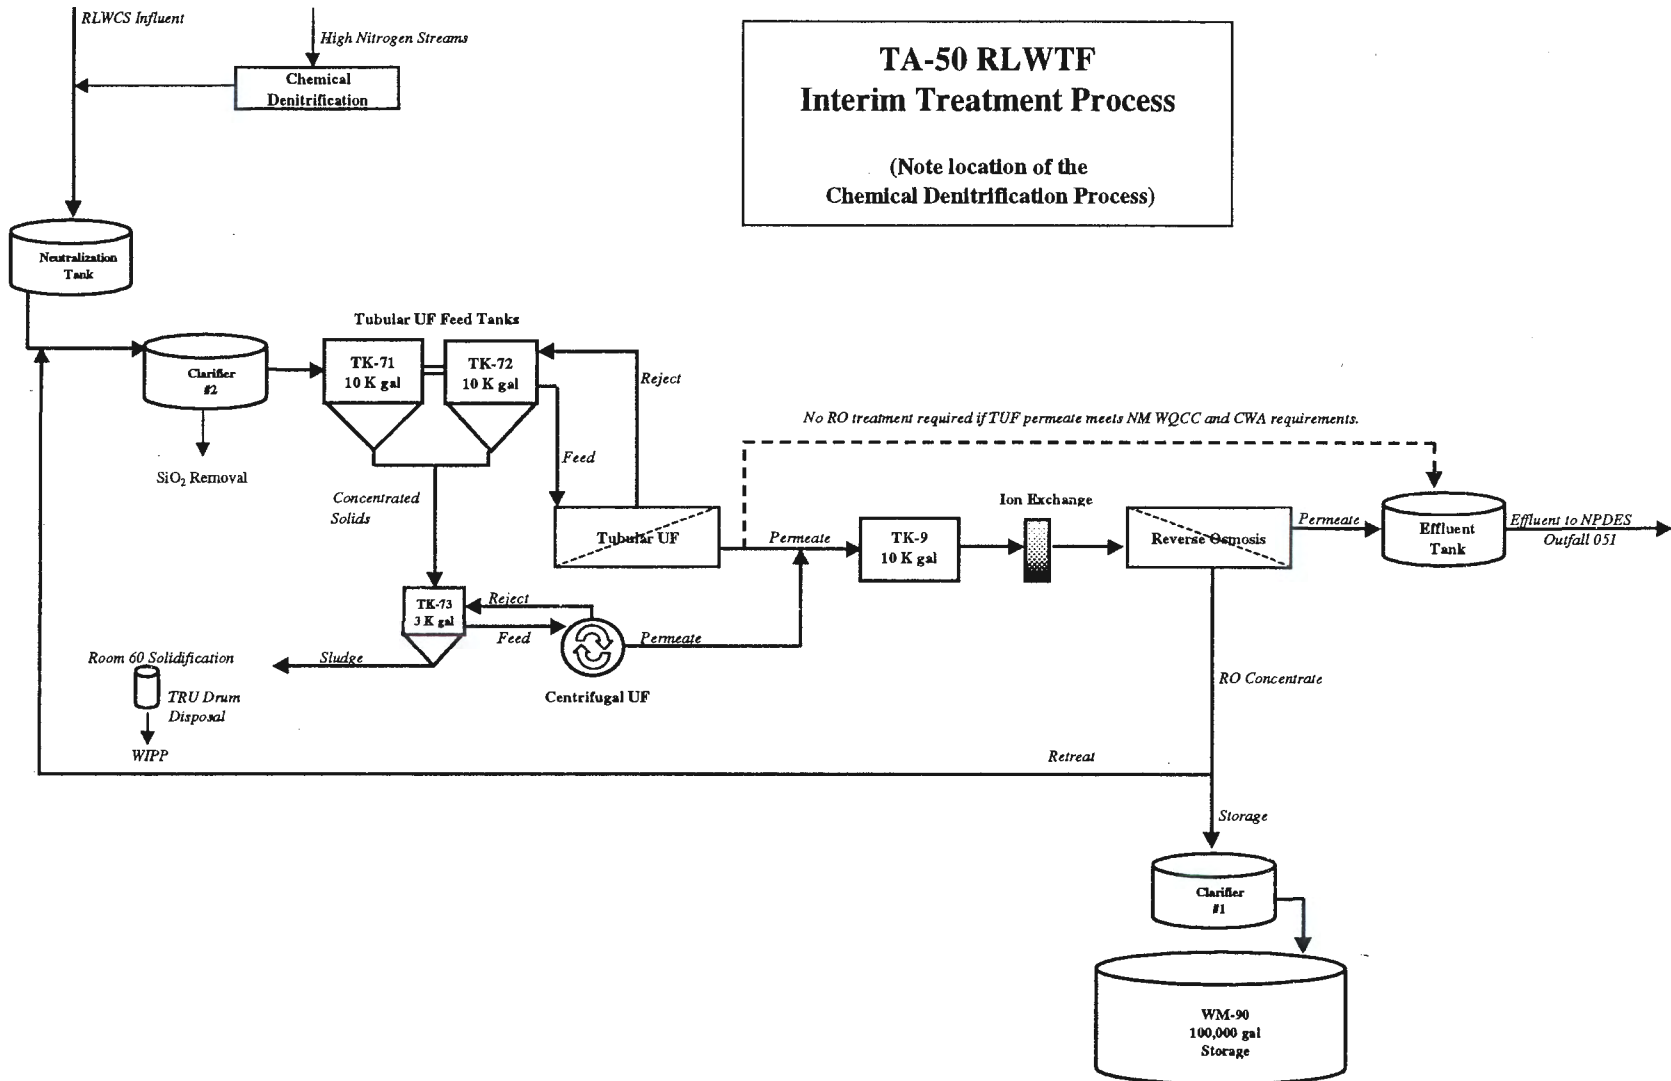 RLWCS Influent
High Nitrogen Streams
Chemical
Denitrification
TA-50 RLWTF
Interim Treatment Process
(Note location of the
Chemical Denitrification Process)
Neutralization
Tank
Tubular UF Feed Tanks
Clarifier
#2
TK-71
10 K gal
TK-72
10 K gal
Reject
SiO₂ Removal
Feed
Concentrated
Solids
No RO treatment required if TUF permeate meets NM WQCC and CWA requirements.
Tubular UF
Permeate
TK-9
10 K gal
Ion Exchange
Reverse Osmosis
Permeate
Effluent
Tank
Effluent to NPDES
Outfall 051
TK-73
3 K gal
Reject
Feed
Permeate
Centrifugal UF
Sludge
Room 60 Solidification
TRU Drum
Disposal
WIPP
RO Concentrate
Retreat
Storage
Clarifier
#1
WM-90
100,000 gal
Storage